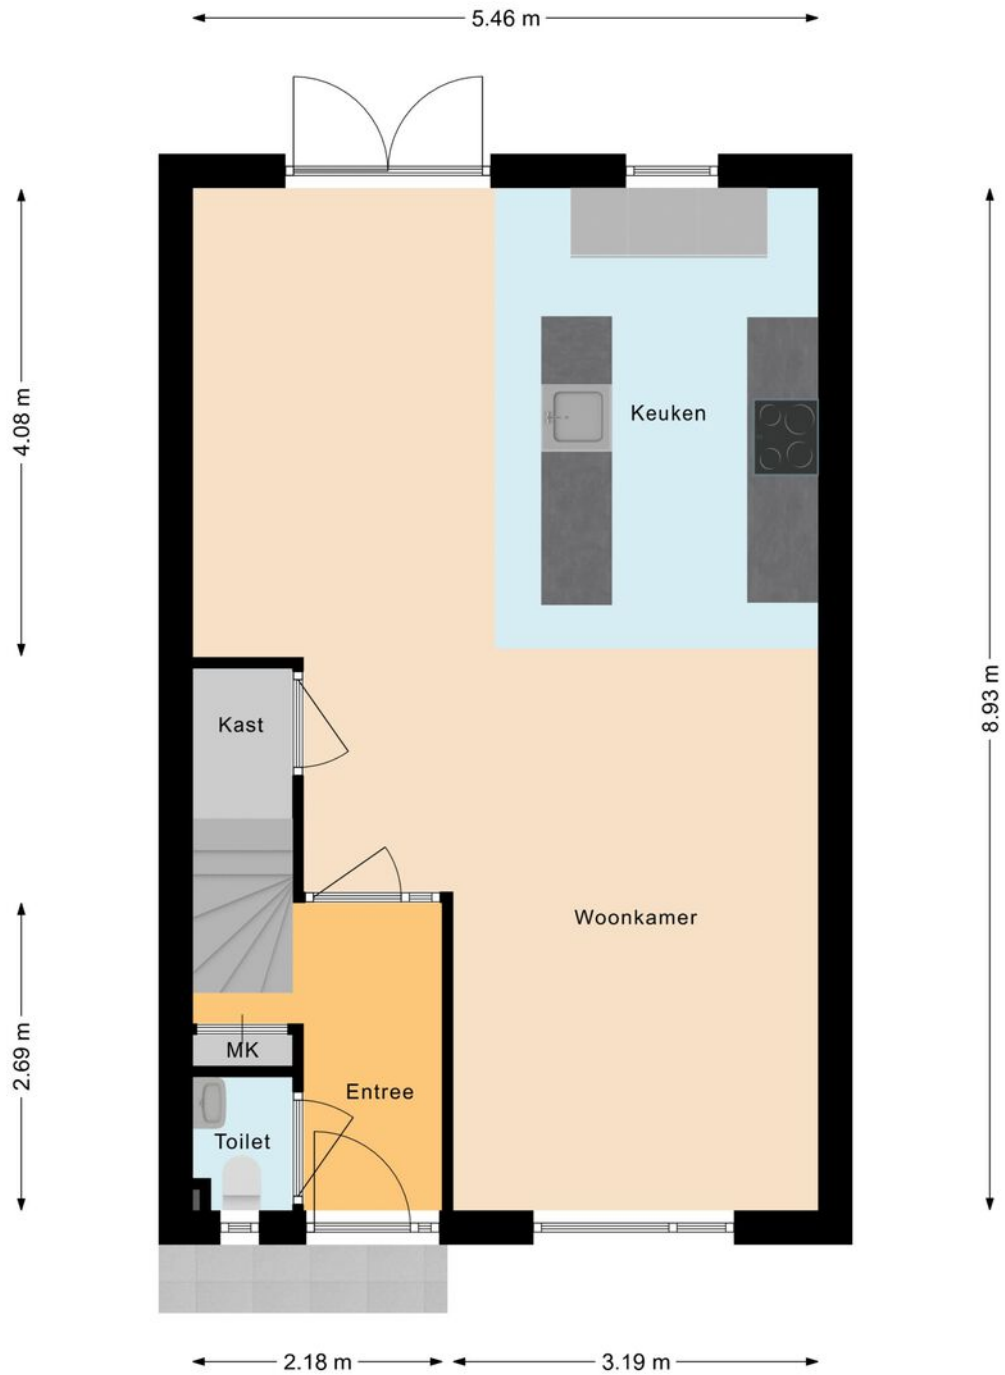 5.46 m
4.08 m
Keuken
8.93 m
Kast
Woonkamer
2.69 m
MK
Entree
Toilet
2.18 m
3.19 m